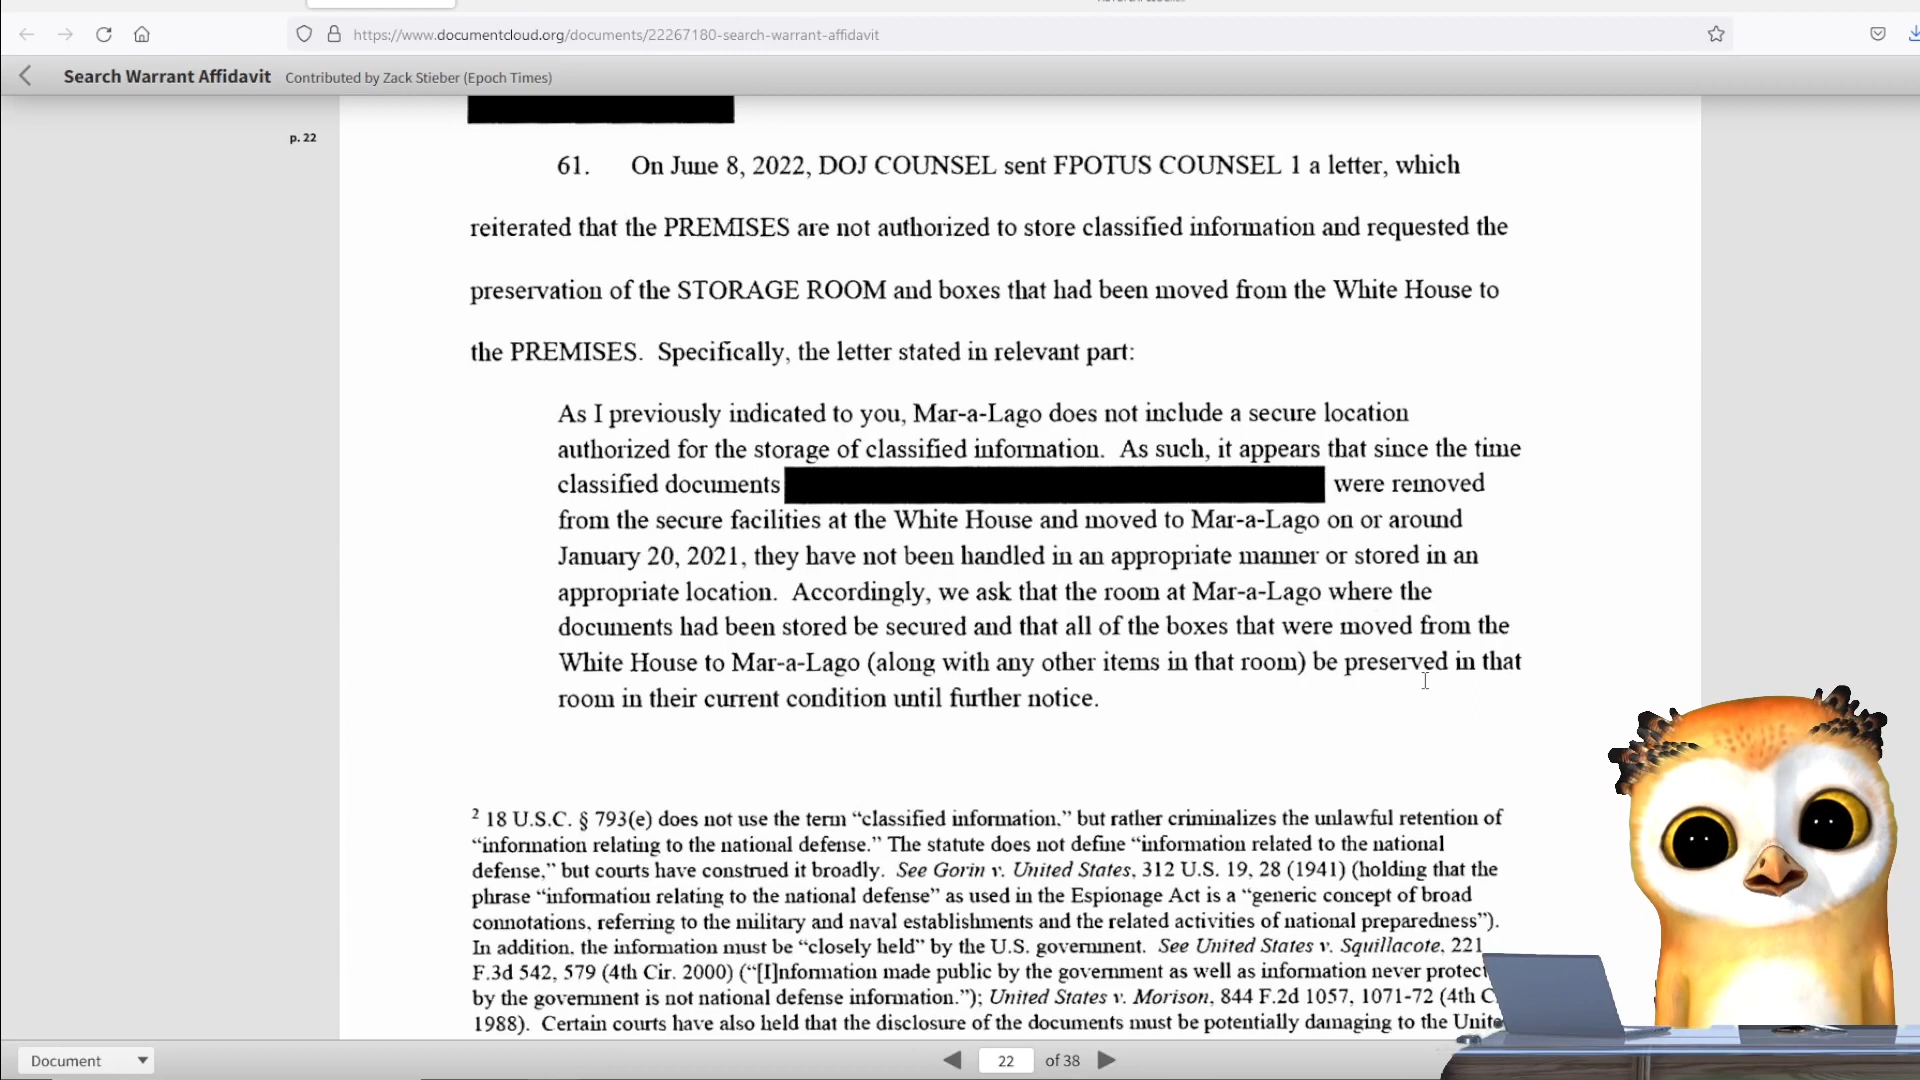 https://www.documentcloud.org/documents/22267180-search-warrant-affidavit
Search Warrant Affidavit Contributed by Zack Stieber (Epoch Times)
p. 22
61. On June 8, 2022, DOJ COUNSEL sent FPOTUS COUNSEL 1 a letter, which
reiterated that the PREMISES are not authorized to store classified information and requested the
preservation of the STORAGE ROOM and boxes that had been moved from the White House to
the PREMISES. Specifically, the letter stated in relevant part:
As I previously indicated to you, Mar-a-Lago does not include a secure location
authorized for the storage of classified information. As such, it appears that since the time
classified documents were removed
from the secure facilities at the White House and moved to Mar-a-Lago on or around
January 20, 2021, they have not been handled in an appropriate manner or stored in an
appropriate location. Accordingly, we ask that the room at Mar-a-Lago where the
documents had been stored be secured and that all of the boxes that were moved from the
White House to Mar-a-Lago (along with any other items in that room) be preserved in that
room in their current condition until further notice.
2 18 U.S.C. § 793(e) does not use the term “classified information,” but rather criminalizes the unlawful retention of
“information relating to the national defense.” The statute does not define “information related to the national
defense,” but courts have construed it broadly. See Gorin v. United States, 312 U.S. 19, 28 (1941) (holding that the
phrase “information relating to the national defense” as used in the Espionage Act is a “generic concept of broad
connotations, referring to the military and naval establishments and the related activities of national preparedness”).
In addition, the information must be “closely held” by the U.S. government. See United States v. Squillacote, 221
F.3d 542, 579 (4th Cir. 2000) (“[I]nformation made public by the government as well as information never protec
by the government is not national defense information.”); United States v. Morison, 844 F.2d 1057, 1071-72 (4th C
1988). Certain courts have also held that the disclosure of the documents must be potentially damaging to the Unite
Document 22 of 38